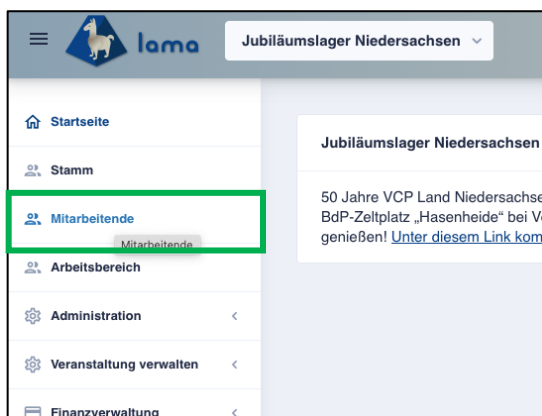 lama
Jubiläumslager Niedersachsen
Startseite
Stamm
Mitarbeitende
Mitarbeitende
Arbeitsbereich
Administration
Veranstaltung verwalten
Finanzverwaltung
Jubiläumslager Niedersachsen
50 Jahre VCP Land Niedersachse
BdP-Zeltplatz „Hasenheide“ bei V
genießen! Unter diesem Link kom